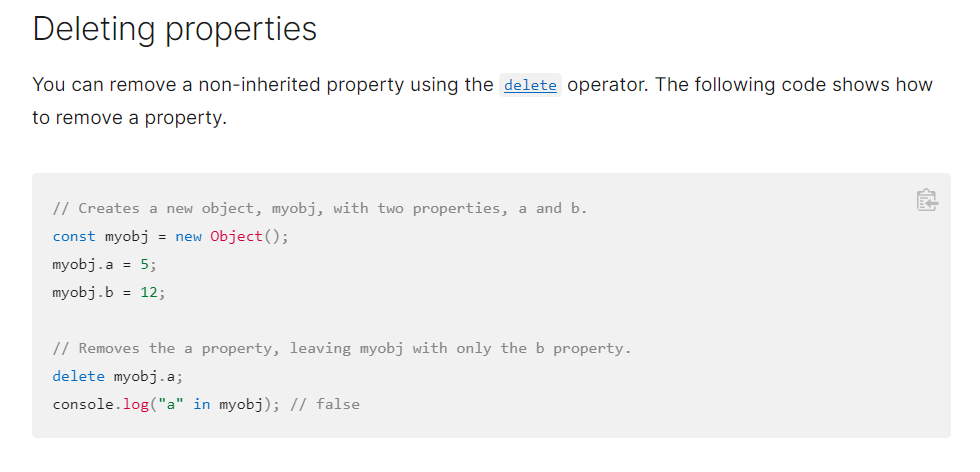 Deleting properties
You can remove a non-inherited property using the delete operator. The following code shows how
to remove a property.
// Creates a new object, myobj, with two properties, a and b.
const myobj = new Object();
myobj.a = 5;
myobj.b = 12;
// Removes the a property, leaving myobj with only the b property.
delete myobj.a;
console.log("a" in myobj); // false